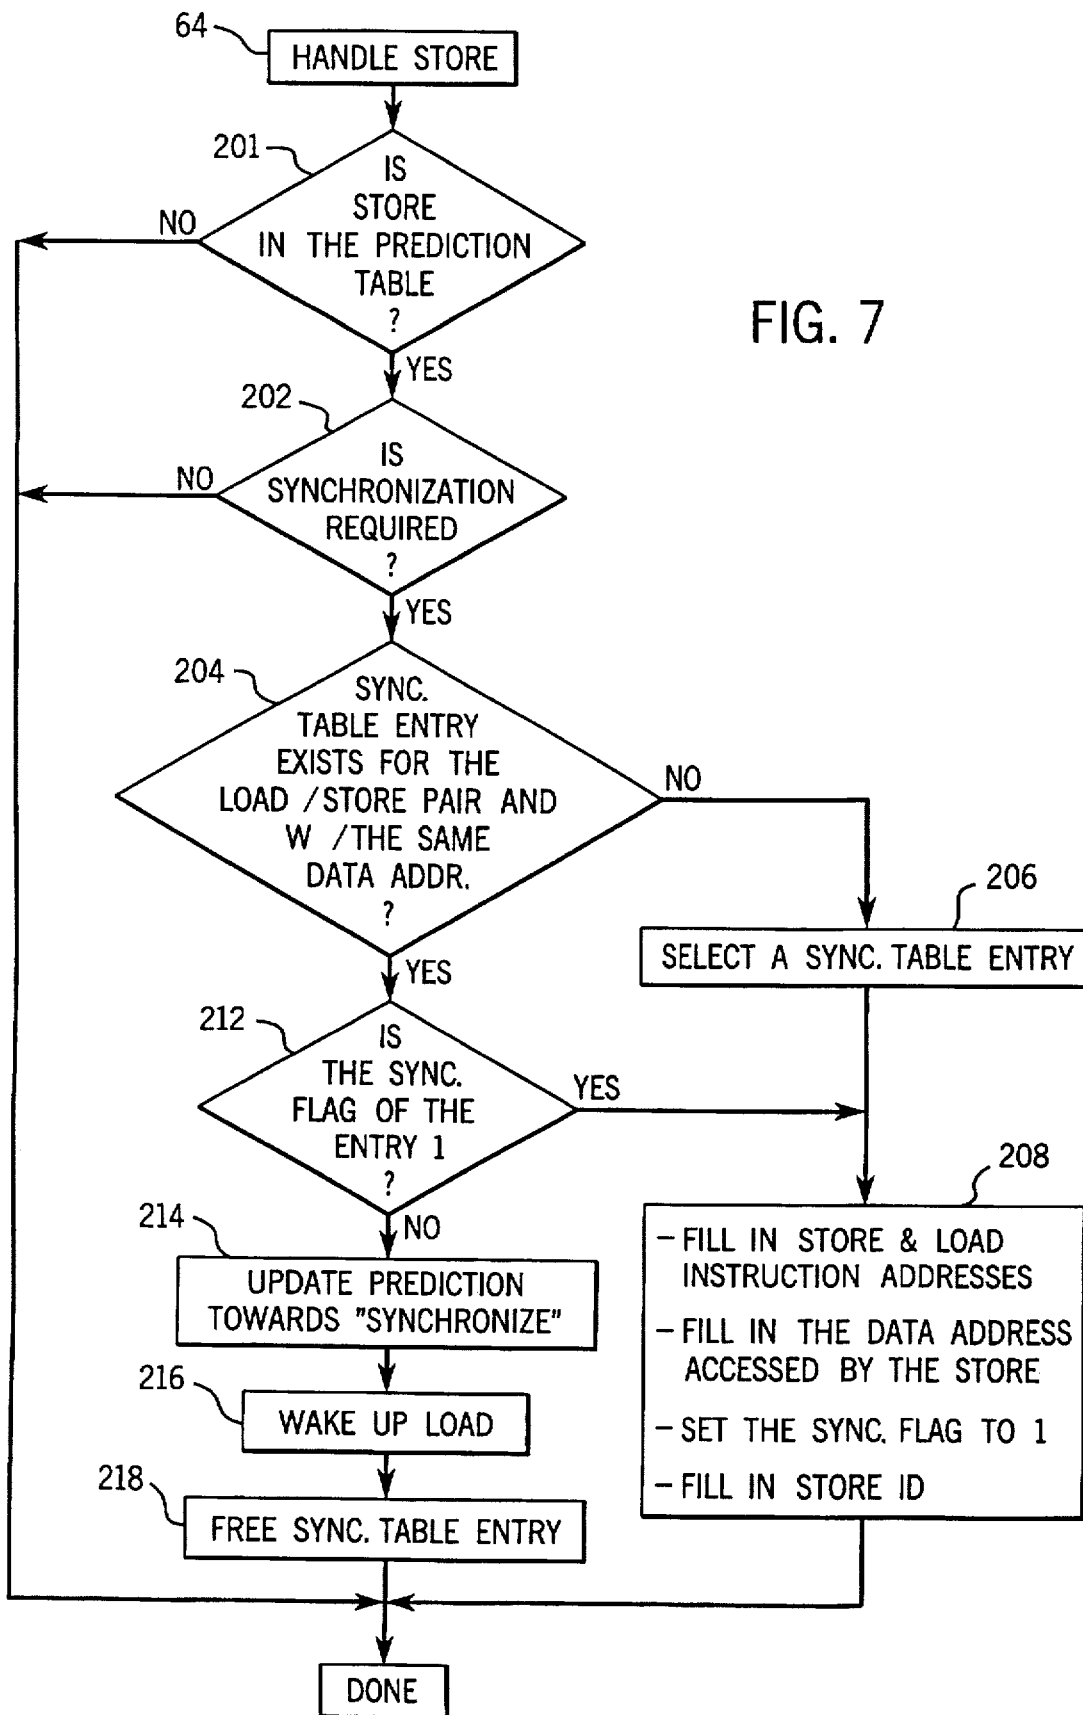 64
HANDLE STORE
201
IS
STORE
IN THE PREDICTION
TABLE
?
NO
YES
FIG. 7
202
IS
SYNCHRONIZATION
REQUIRED
?
NO
YES
204
SYNC.
TABLE ENTRY
EXISTS FOR THE
LOAD /STORE PAIR AND
W /THE SAME
DATA ADDR.
?
NO
YES
206
SELECT A SYNC. TABLE ENTRY
212
IS
THE SYNC.
FLAG OF THE
ENTRY 1
?
YES
NO
208
– FILL IN STORE & LOAD
INSTRUCTION ADDRESSES
– FILL IN THE DATA ADDRESS
ACCESSED BY THE STORE
– SET THE SYNC. FLAG TO 1
– FILL IN STORE ID
214
UPDATE PREDICTION
TOWARDS "SYNCHRONIZE"
216
WAKE UP LOAD
218
FREE SYNC. TABLE ENTRY
DONE